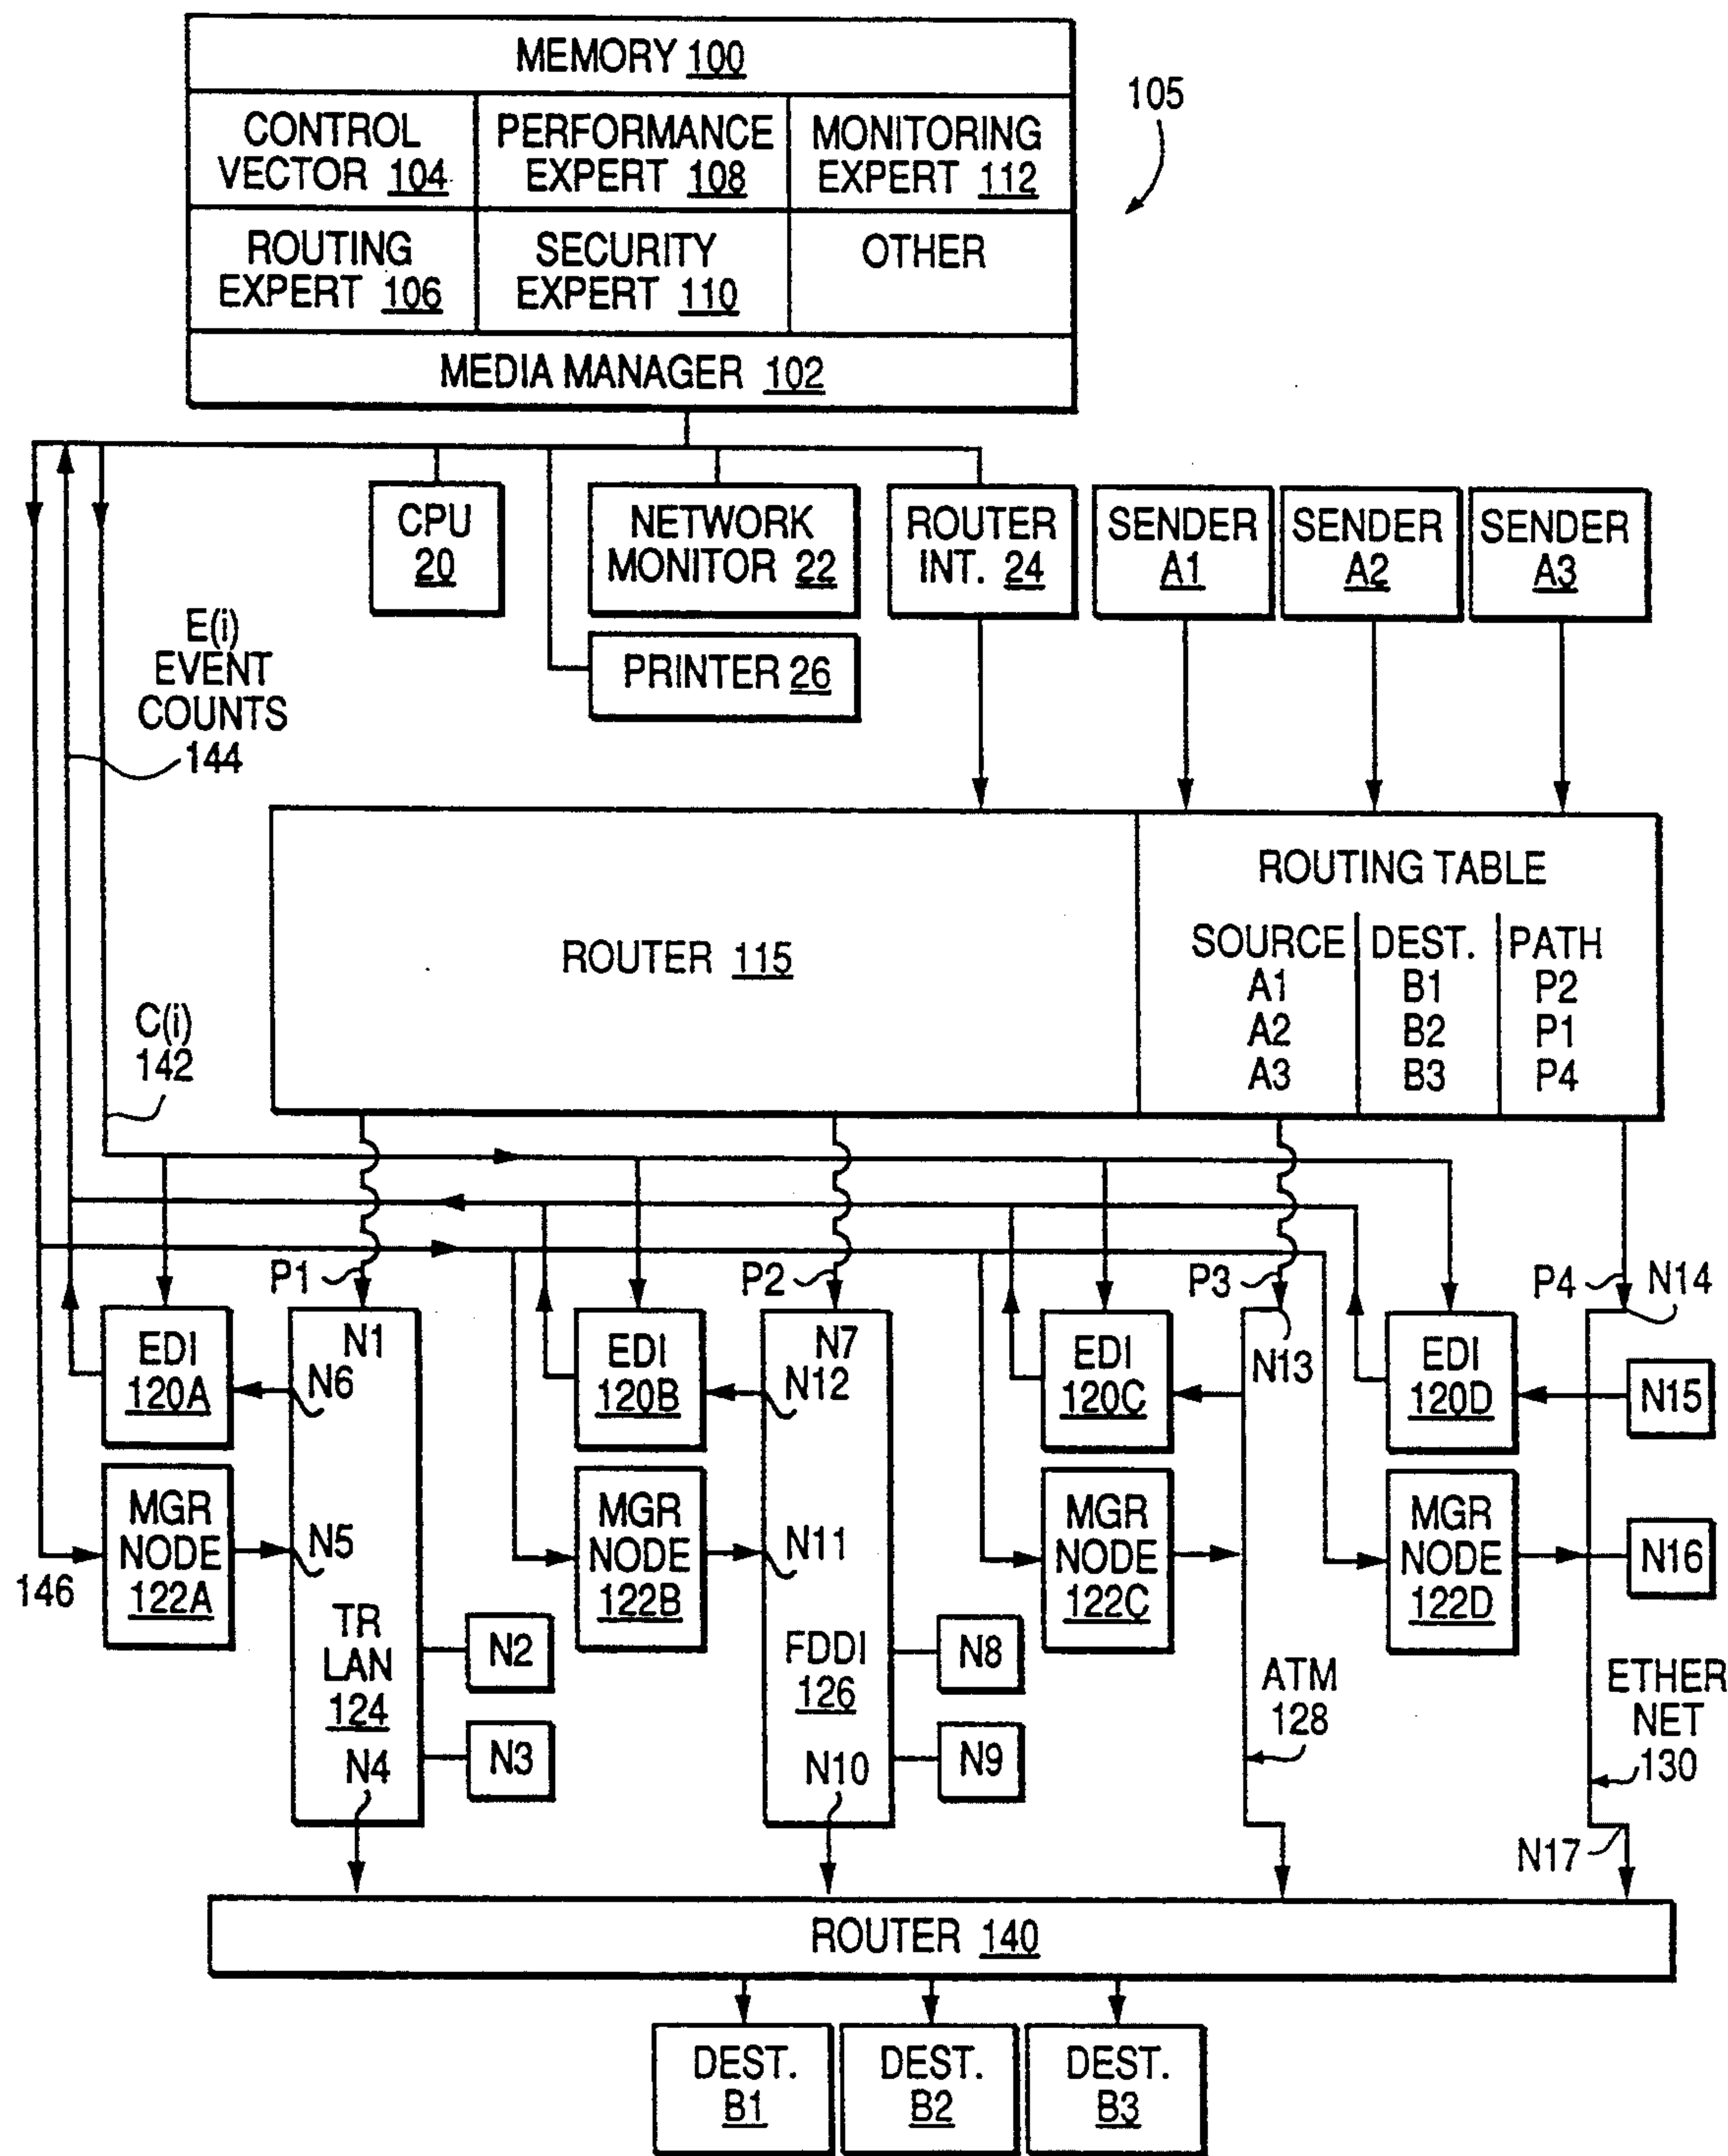 MEMORY 100
CONTROL
VECTOR 104
PERFORMANCE
EXPERT 108
MONITORING
EXPERT 112
ROUTING
EXPERT 106
SECURITY
EXPERT 110
OTHER
MEDIA MANAGER 102
105
CPU
20
NETWORK
MONITOR 22
ROUTER
INT. 24
SENDER
A1
SENDER
A2
SENDER
A3
PRINTER 26
E(i)
EVENT
COUNTS
144
C(i)
142
ROUTER 115
ROUTING TABLE
SOURCE DEST. PATH
A1 B1 P2
A2 B2 P1
A3 B3 P4
P1
P2
P3
P4
N14
EDI
120A
N1
N6
EDI
120B
N7
N12
EDI
120C
N13
EDI
120D
N15
MGR
NODE
122A
146
N5
MGR
NODE
122B
N11
MGR
NODE
122C
MGR
NODE
122D
N16
TR
LAN
124
N2
N3
N4
FDDI
126
N8
N9
N10
ATM
128
ETHER
NET
130
N17
ROUTER 140
DEST.
B1
DEST.
B2
DEST.
B3